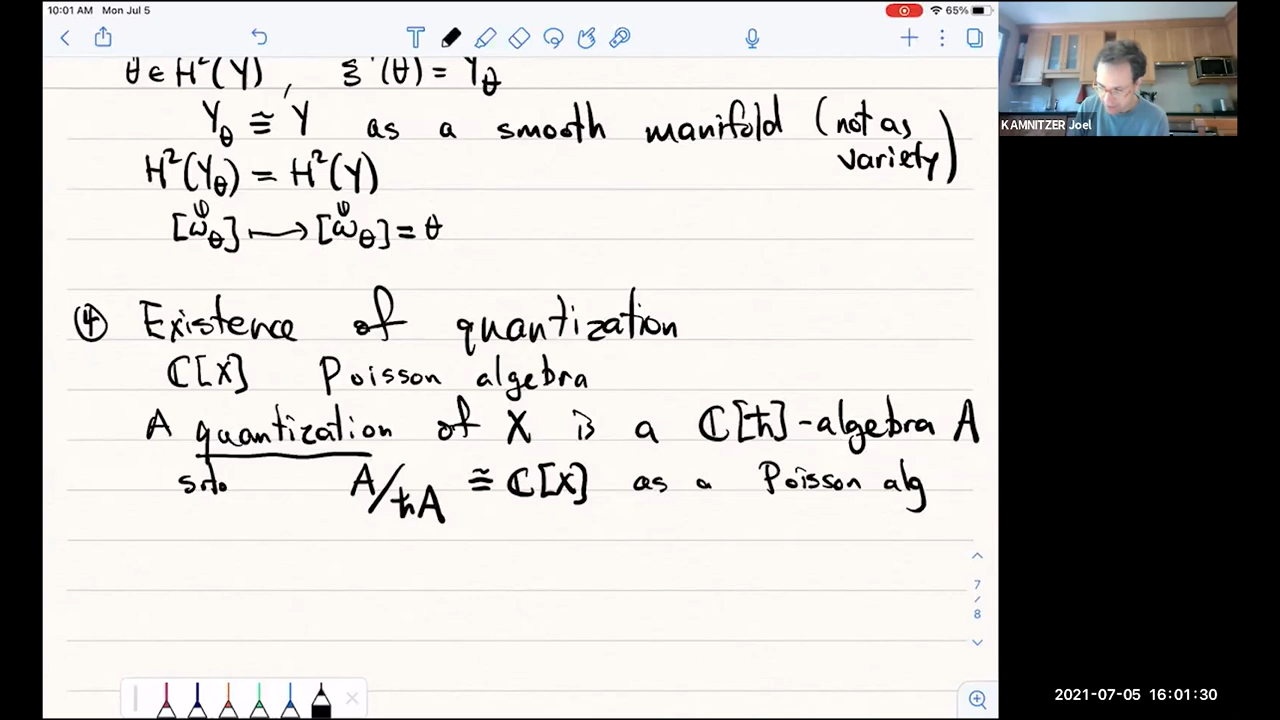 10:01 AM Mon Jul 5
65%
θ ∈ H²(Y), ξ⁻¹(θ) = Y_θ
Y_θ ≅ Y as a smooth manifold (not as variety)
H²(Y_θ) = H²(Y)
[ω_θ] ⟼ [ω_θ] = θ
④ Existence of quantization
ℂ[X] Poisson algebra
A quantization of X is a ℂ[ħ]-algebra A
s.t. A/ħA ≅ ℂ[X] as a Poisson alg
7
/
8
KAMNITZER Joel
2021-07-05 16:01:30